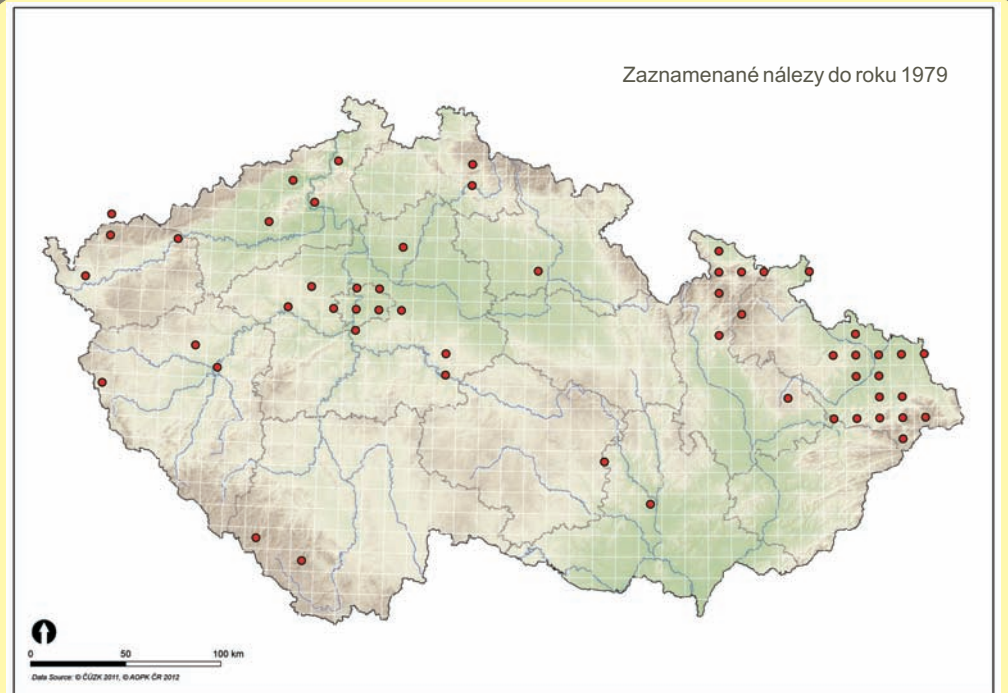 Zaznamenané nálezy do roku 1979
0 50 100 km
Data Source: © ČÚZK 2011, © AOPK ČR 2012